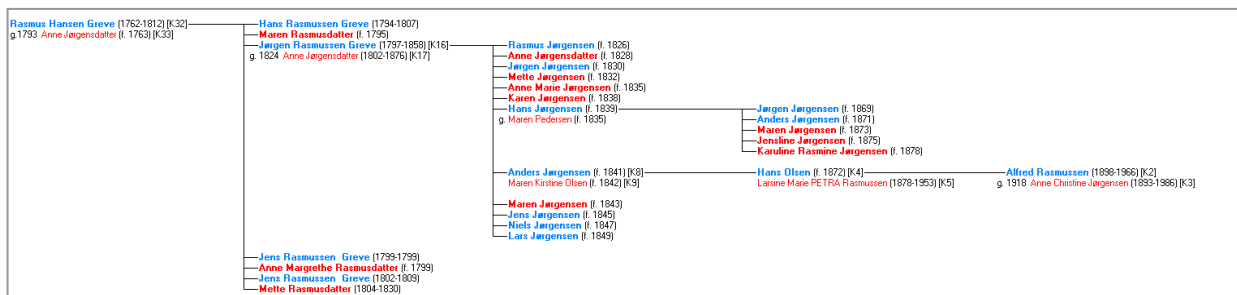 Rasmus Hansen Greve (1762-1812) [K32]
g.1793 Anne Jørgensdatter (f. 1763) [K33]
Hans Rasmussen Greve (1794-1807)
Maren Rasmusdatter (f. 1795)
Jørgen Rasmussen Greve (1797-1858) [K16]
g. 1824 Anne Jørgensdatter (1802-1876) [K17]
Rasmus Jørgensen (f. 1826)
Anne Jørgensdatter (f. 1828)
Jørgen Jørgensen (f. 1830)
Mette Jørgensen (f. 1832)
Anne Marie Jørgensen (f. 1835)
Karen Jørgensen (f. 1838)
Hans Jørgensen (f. 1839)
g. Maren Pedersen (f. 1835)
Jørgen Jørgensen (f. 1869)
Anders Jørgensen (f. 1871)
Maren Jørgensen (f. 1873)
Jensline Jørgensen (f. 1875)
Karuline Rasmine Jørgensen (f. 1878)
Anders Jørgensen (f. 1841) [K8]
Maren Kirstine Olsen (f. 1842) [K9]
Hans Olsen (f. 1872) [K4]
Larsine Marie PETRA Rasmussen (1878-1953) [K5]
Alfred Rasmussen (1898-1966) [K2]
g. 1918 Anne Christine Jørgensen (1893-1986) [K3]
Maren Jørgensen (f. 1843)
Jens Jørgensen (f. 1845)
Niels Jørgensen (f. 1847)
Lars Jørgensen (f. 1849)
Jens Rasmussen Greve (1799-1799)
Anne Margrethe Rasmusdatter (f. 1799)
Jens Rasmussen Greve (1802-1809)
Mette Rasmusdatter (1804-1830)